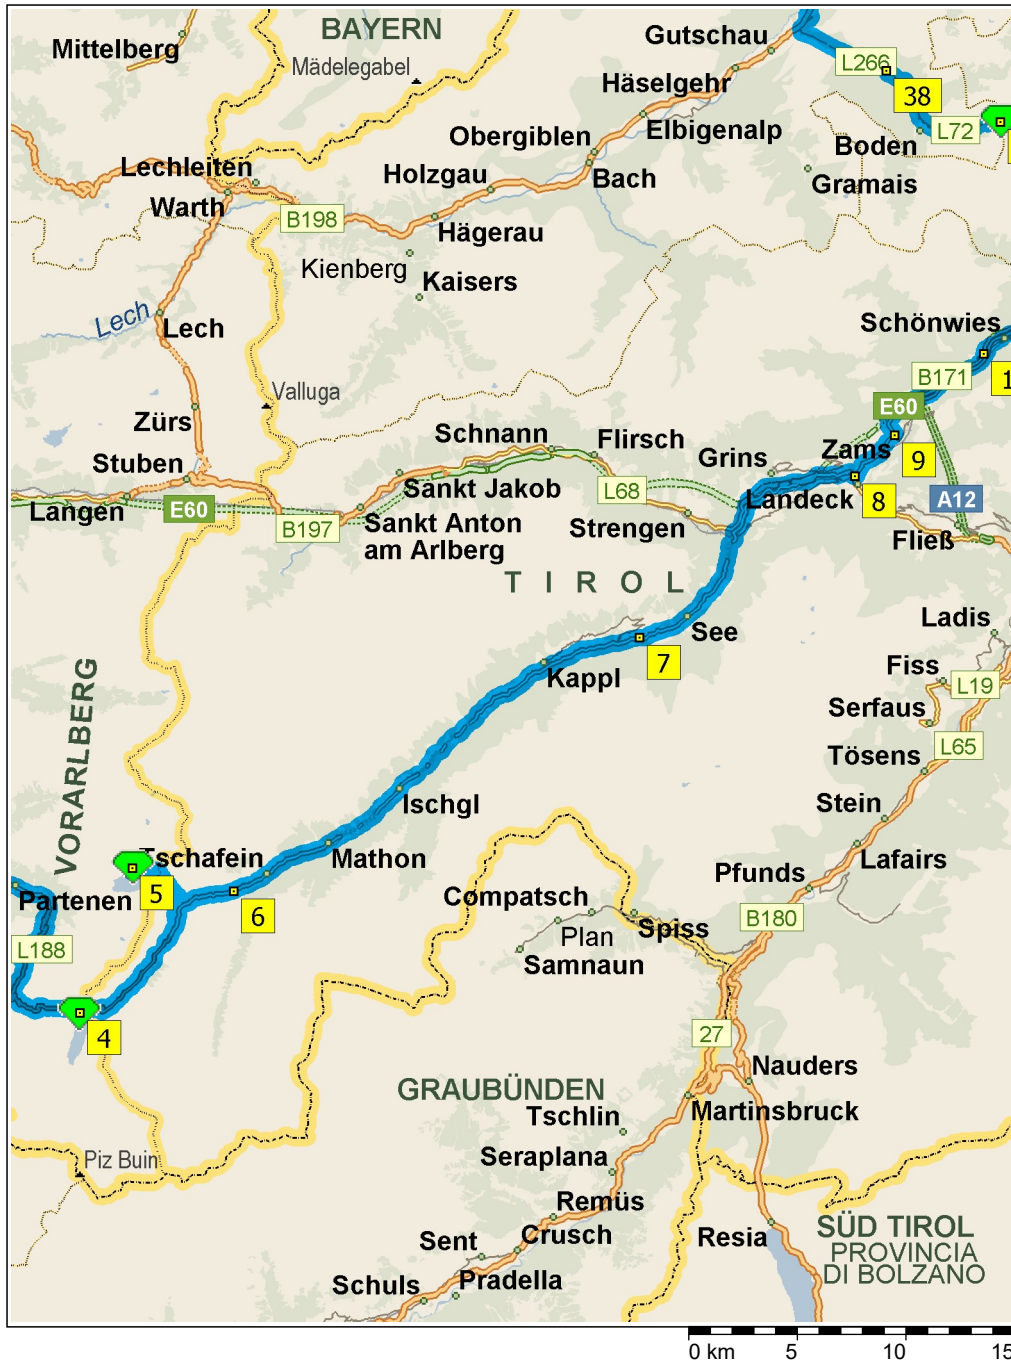 BAYERN
Mittelberg
Gutschau
L266
Mädelegabel
Häselgehr
38
Obergiblen
Elbigenalp
L72
Boden
Lechleiten
Holzgau
Bach
Gramais
Warth
B198
Hägerau
Kienberg
Kaisers
Lech
Lech
Schönwies
B171
1
Valluga
E60
Zürs
Schnann
Flirsch
Zams
9
Stuben
Grins
Sankt Jakob
L68
Landeck
8
A12
Langen
E60
B197
Sankt Anton
am Arlberg
Strengen
Fließ
TIROL
See
Ladis
7
Kappl
Fiss
L19
VORARLBERG
Serfaus
L65
Tösens
Ischgl
Stein
Tschafein
Mathon
Lafairs
Pfunds
Partenen
5
6
Compatsch
Plan
Spiss
B180
L188
Samnaun
4
27
GRAUBÜNDEN
Nauders
Martinsbruck
Tschlin
Piz Buin
Seraplana
Remüs
Crusch
Sent
Resia
SÜD TIROL
PROVINCIA
DI BOLZANO
Schuls
Pradella
0 km 5 10 15